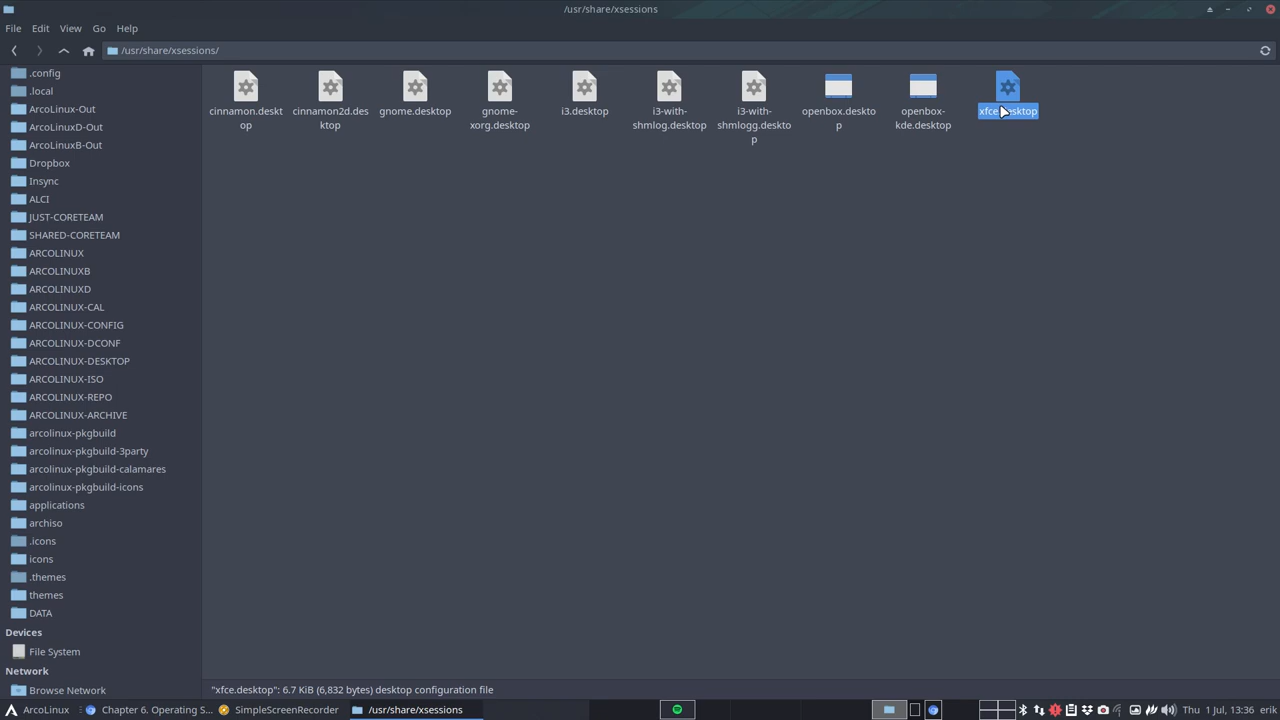 /usr/share/xsessions
File Edit View Go Help
/usr/share/xsessions/
.config
.local
ArcoLinux-Out
ArcoLinuxD-Out
ArcoLinuxB-Out
Dropbox
Insync
ALCI
JUST-CORETEAM
SHARED-CORETEAM
ARCOLINUX
ARCOLINUXB
ARCOLINUXD
ARCOLINUX-CAL
ARCOLINUX-CONFIG
ARCOLINUX-DCONF
ARCOLINUX-DESKTOP
ARCOLINUX-ISO
ARCOLINUX-REPO
ARCOLINUX-ARCHIVE
arcolinux-pkgbuild
arcolinux-pkgbuild-3party
arcolinux-pkgbuild-calamares
arcolinux-pkgbuild-icons
applications
archiso
.icons
icons
.themes
themes
DATA
Devices
File System
Network
Browse Network
cinnamon.deskt
op
cinnamon2d.des
ktop
gnome.desktop
gnome-
xorg.desktop
i3.desktop
i3-with-
shmlog.desktop
i3-with-
shmlogg.deskto
p
openbox.deskto
p
openbox-
kde.desktop
xfce.desktop
"xfce.desktop": 6.7 KiB (6,832 bytes) desktop configuration file
ArcoLinux Chapter 6. Operating S... SimpleScreenRecorder /usr/share/xsessions Thu 1 Jul, 13:36 erik